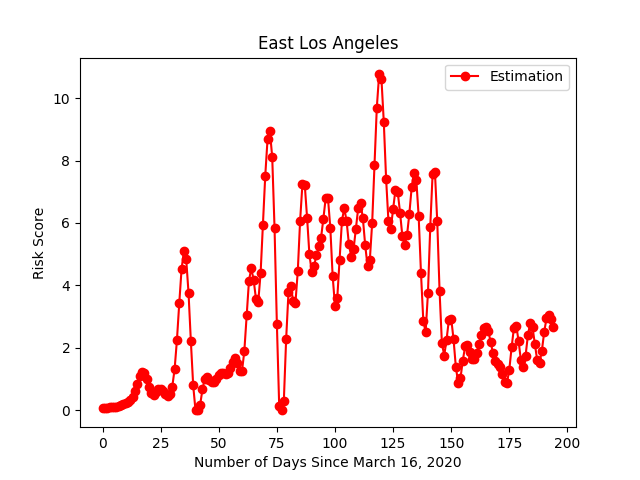 East Los Angeles
Estimation
Risk Score
10
8
6
4
2
0
0 25 50 75 100 125 150 175 200
Number of Days Since March 16, 2020